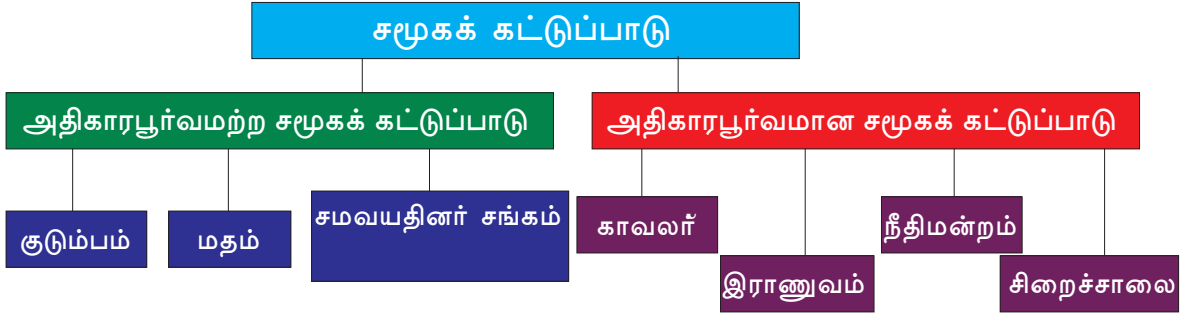 சமூகக் கட்டுப்பாடு
அதிகாரபூர்வமற்ற சமூகக் கட்டுப்பாடு
அதிகாரபூர்வமான சமூகக் கட்டுப்பாடு
குடும்பம்
மதம்
சமவயதினர் சங்கம்
காவலர்
இராணுவம்
நீதிமன்றம்
சிறைச்சாலை